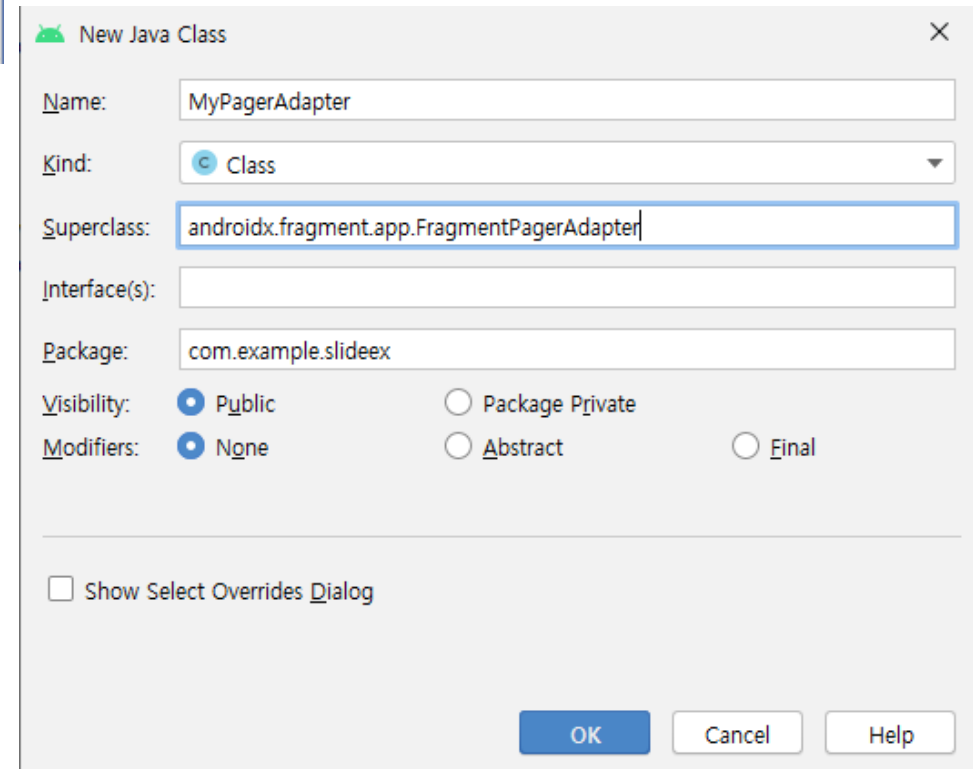 New Java Class
Name: MyPagerAdapter
Kind: C Class
Superclass: androidx.fragment.app.FragmentPagerAdapter
Interface(s):
Package: com.example.slideex
Visibility: Public Package Private
Modifiers: None Abstract Final
Show Select Overrides Dialog
OK Cancel Help